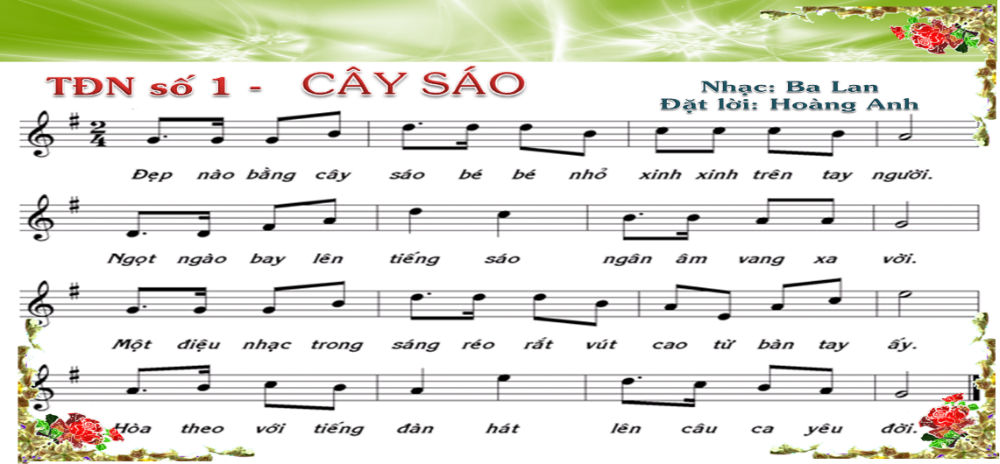 TĐN số 1 - CÂY SÁO
Nhạc: Ba Lan
Đặt lời: Hoàng Anh
2
4
Đẹp nào bằng cây sáo bé bé nhỏ xinh xinh trên tay người.
Ngọt ngào bay lên tiếng sáo ngân âm vang xa vời.
Một điệu nhạc trong sáng réo rắt vút cao từ bàn tay ấy.
Hòa theo với tiếng đàn hát lên câu ca yêu đời.